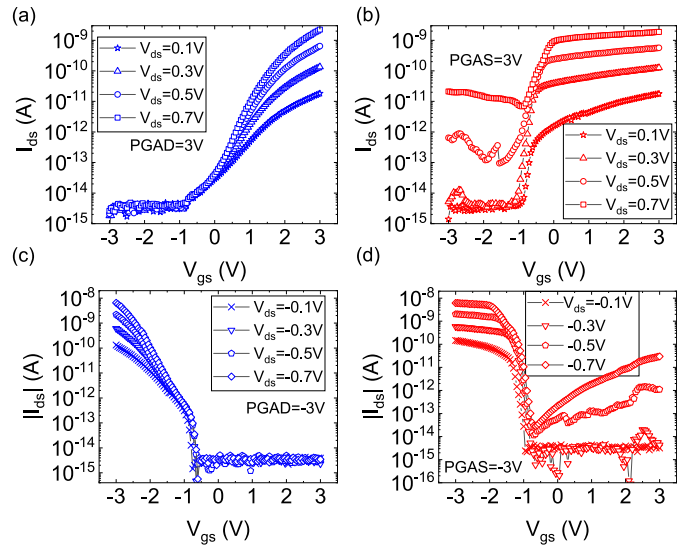 (a)
(b)
10⁻⁹
10⁻¹⁰
10⁻¹¹
10⁻¹²
10⁻¹³
10⁻¹⁴
10⁻¹⁵
I_ds (A)
V_ds=0.1V
V_ds=0.3V
V_ds=0.5V
V_ds=0.7V
PGAD=3V
-3 -2 -1 0 1 2 3
V_gs (V)
10⁻⁹
10⁻¹⁰
10⁻¹¹
10⁻¹²
10⁻¹³
10⁻¹⁴
10⁻¹⁵
I_ds (A)
PGAS=3V
V_ds=0.1V
V_ds=0.3V
V_ds=0.5V
V_ds=0.7V
-3 -2 -1 0 1 2 3
V_gs (V)
(c)
(d)
10⁻⁸
10⁻⁹
10⁻¹⁰
10⁻¹¹
10⁻¹²
10⁻¹³
10⁻¹⁴
10⁻¹⁵
|I_ds| (A)
V_ds=-0.1V
V_ds=-0.3V
V_ds=-0.5V
V_ds=-0.7V
PGAD=-3V
-3 -2 -1 0 1 2 3
V_gs (V)
10⁻⁸
10⁻⁹
10⁻¹⁰
10⁻¹¹
10⁻¹²
10⁻¹³
10⁻¹⁴
10⁻¹⁵
10⁻¹⁶
|I_ds| (A)
V_ds=-0.1V
-0.3V
-0.5V
-0.7V
PGAS=-3V
-3 -2 -1 0 1 2 3
V_gs (V)